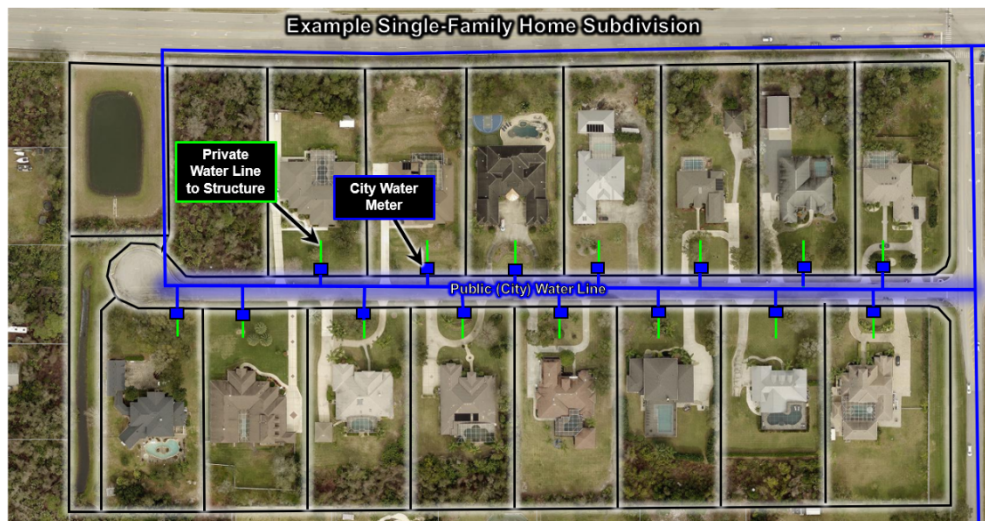 Example Single-Family Home Subdivision
Private
Water Line
to Structure
City Water
Meter
Public (City) Water Line